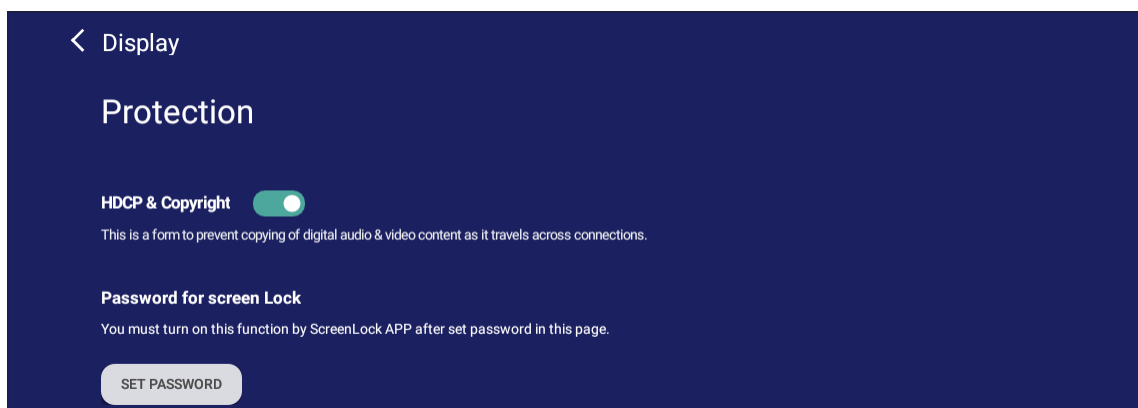 Display
Protection
HDCP & Copyright
This is a form to prevent copying of digital audio & video content as it travels across connections.
Password for screen Lock
You must turn on this function by ScreenLock APP after set password in this page.
SET PASSWORD